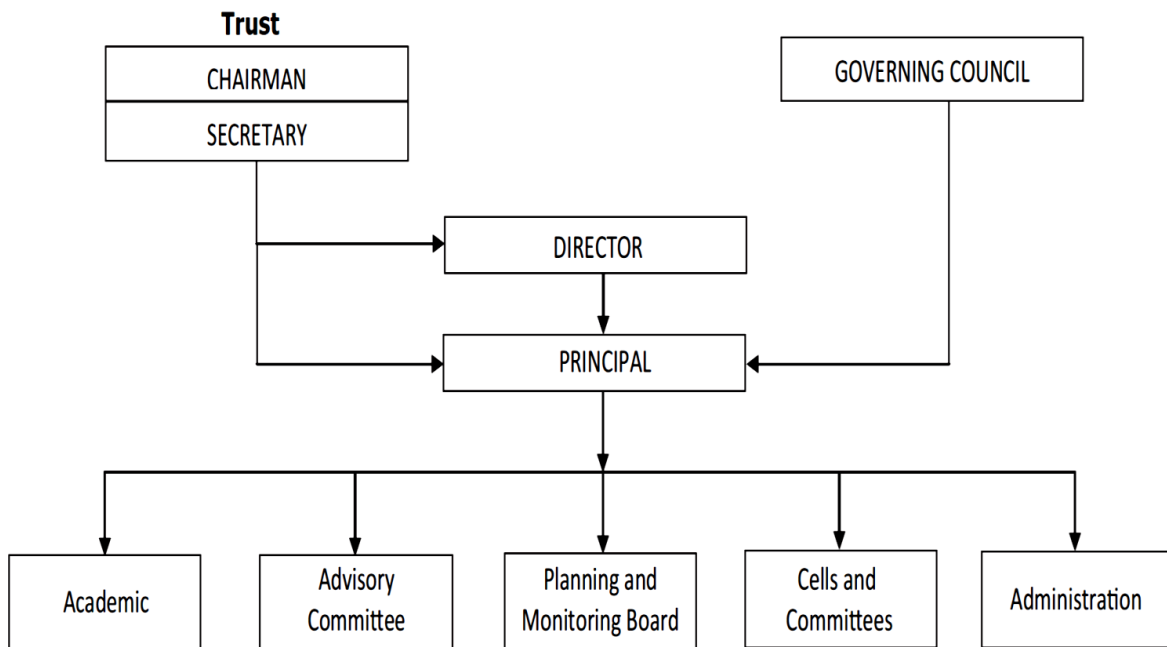 Trust
CHAIRMAN
SECRETARY
GOVERNING COUNCIL
DIRECTOR
PRINCIPAL
Academic
Advisory
Committee
Planning and
Monitoring Board
Cells and
Committees
Administration